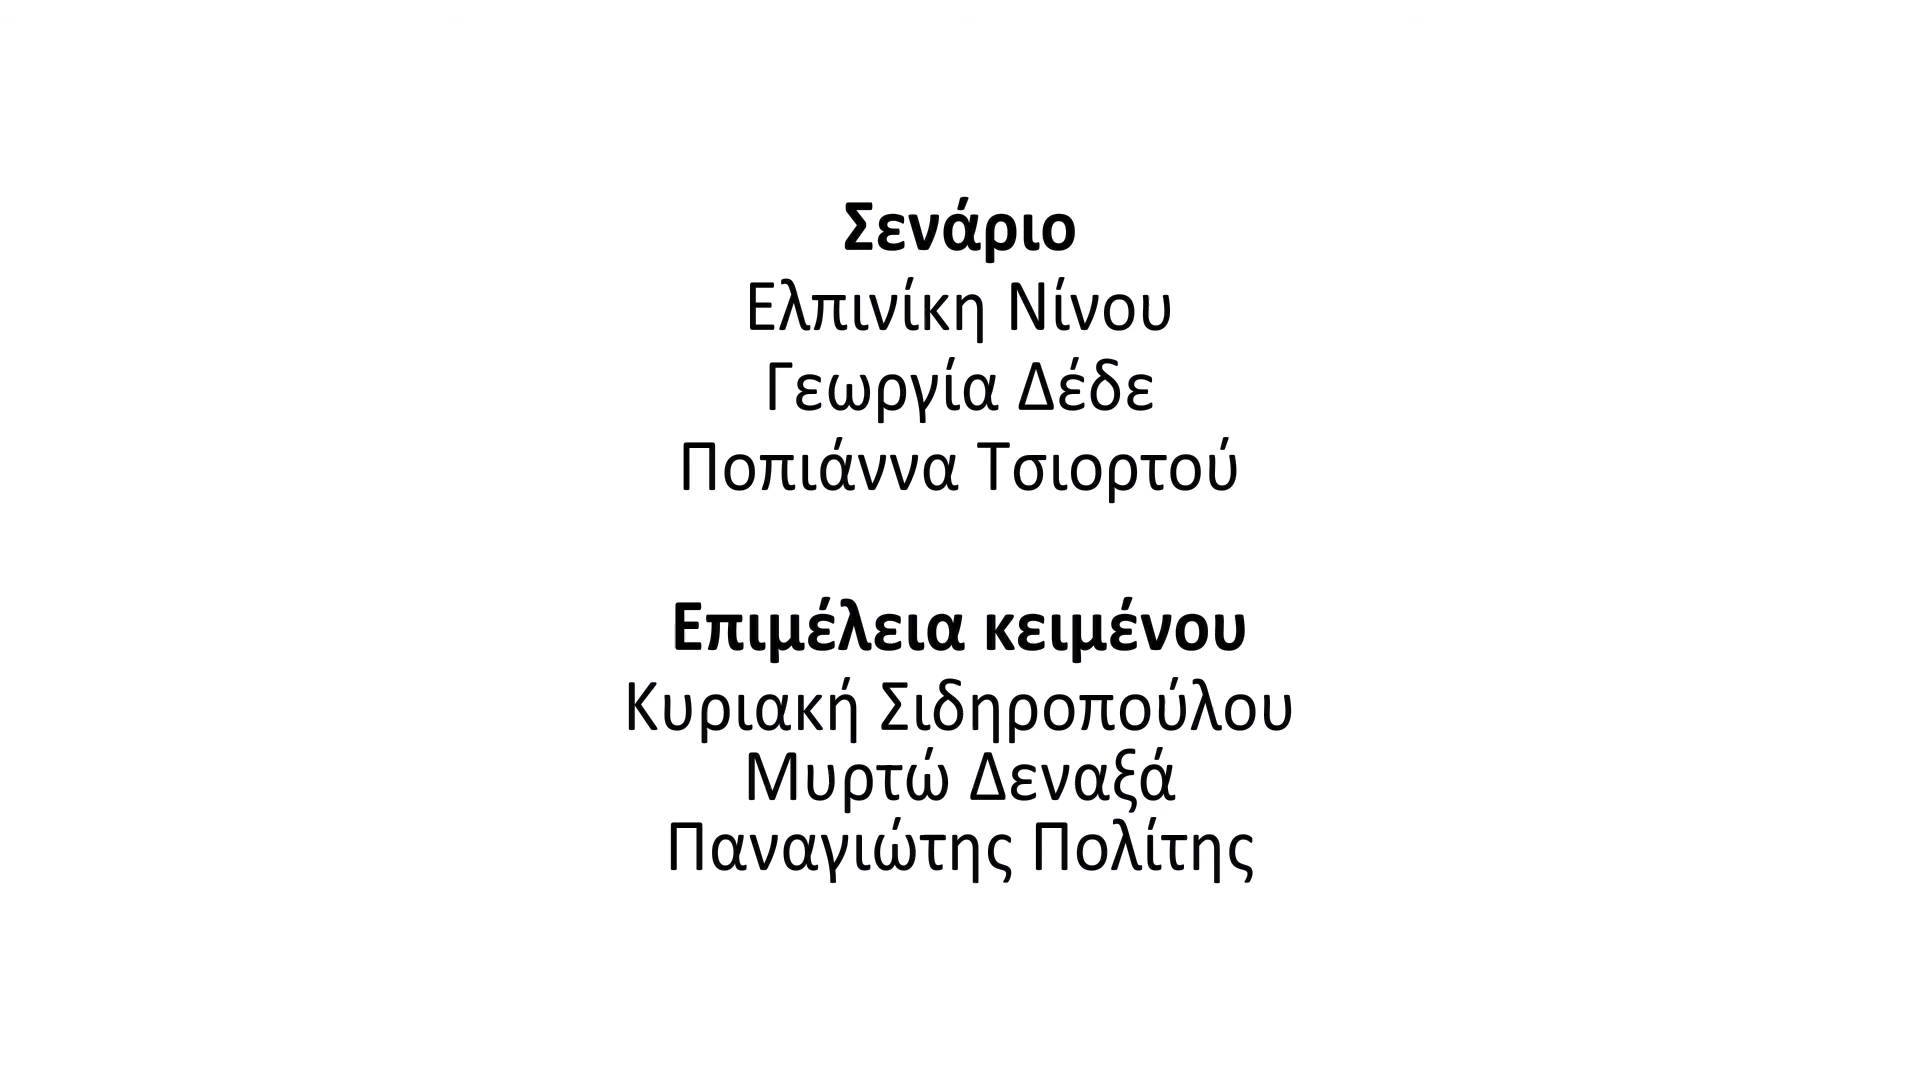 Σενάριο
Ελπινίκη Νίνου
Γεωργία Δέδε
Ποπιάννα Τσιορτού
Επιμέλεια κειμένου
Κυριακή Σιδηροπούλου
Μυρτώ Δεναξά
Παναγιώτης Πολίτης